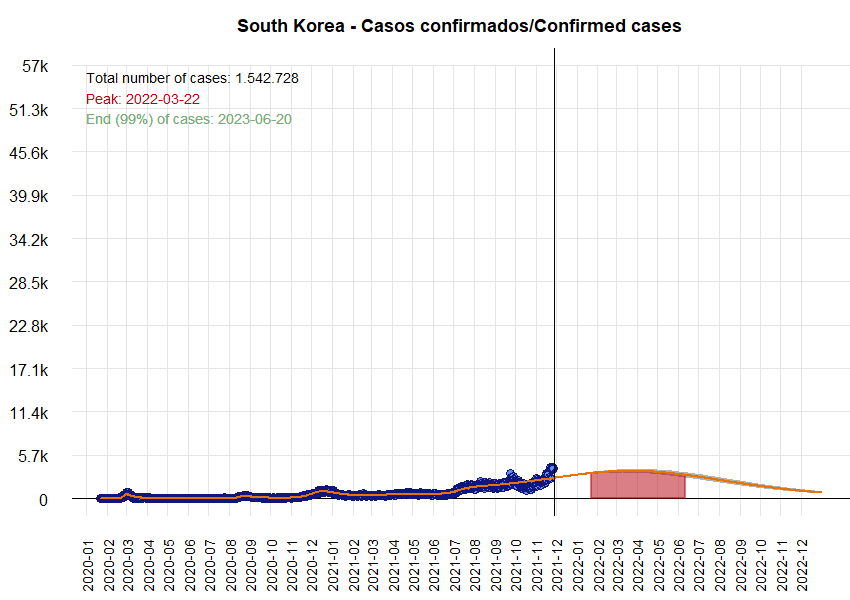 South Korea - Casos confirmados/Confirmed cases
57k
Total number of cases: 1.542.728
Peak: 2022-03-22
End (99%) of cases: 2023-06-20
51.3k
45.6k
39.9k
34.2k
28.5k
22.8k
17.1k
11.4k
5.7k
0
2020-01
2020-02
2020-03
2020-04
2020-05
2020-06
2020-07
2020-08
2020-09
2020-10
2020-11
2020-12
2021-01
2021-02
2021-03
2021-04
2021-05
2021-06
2021-07
2021-08
2021-09
2021-10
2021-11
2021-12
2022-01
2022-02
2022-03
2022-04
2022-05
2022-06
2022-07
2022-08
2022-09
2022-10
2022-11
2022-12